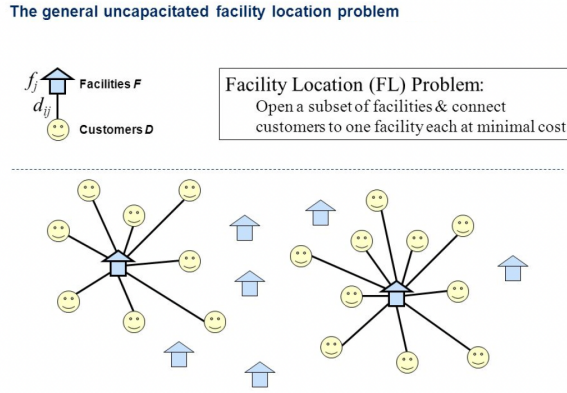 The general uncapacitated facility location problem
fj
Facilities F
dij
Customers D
Facility Location (FL) Problem:
Open a subset of facilities & connect
customers to one facility each at minimal cost